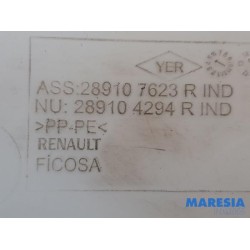 YER
ASS:28910 7623 R IND
NU: 28910 4294 R IND
>PP-PE<
RENAULT
FICOSA
MARESIA